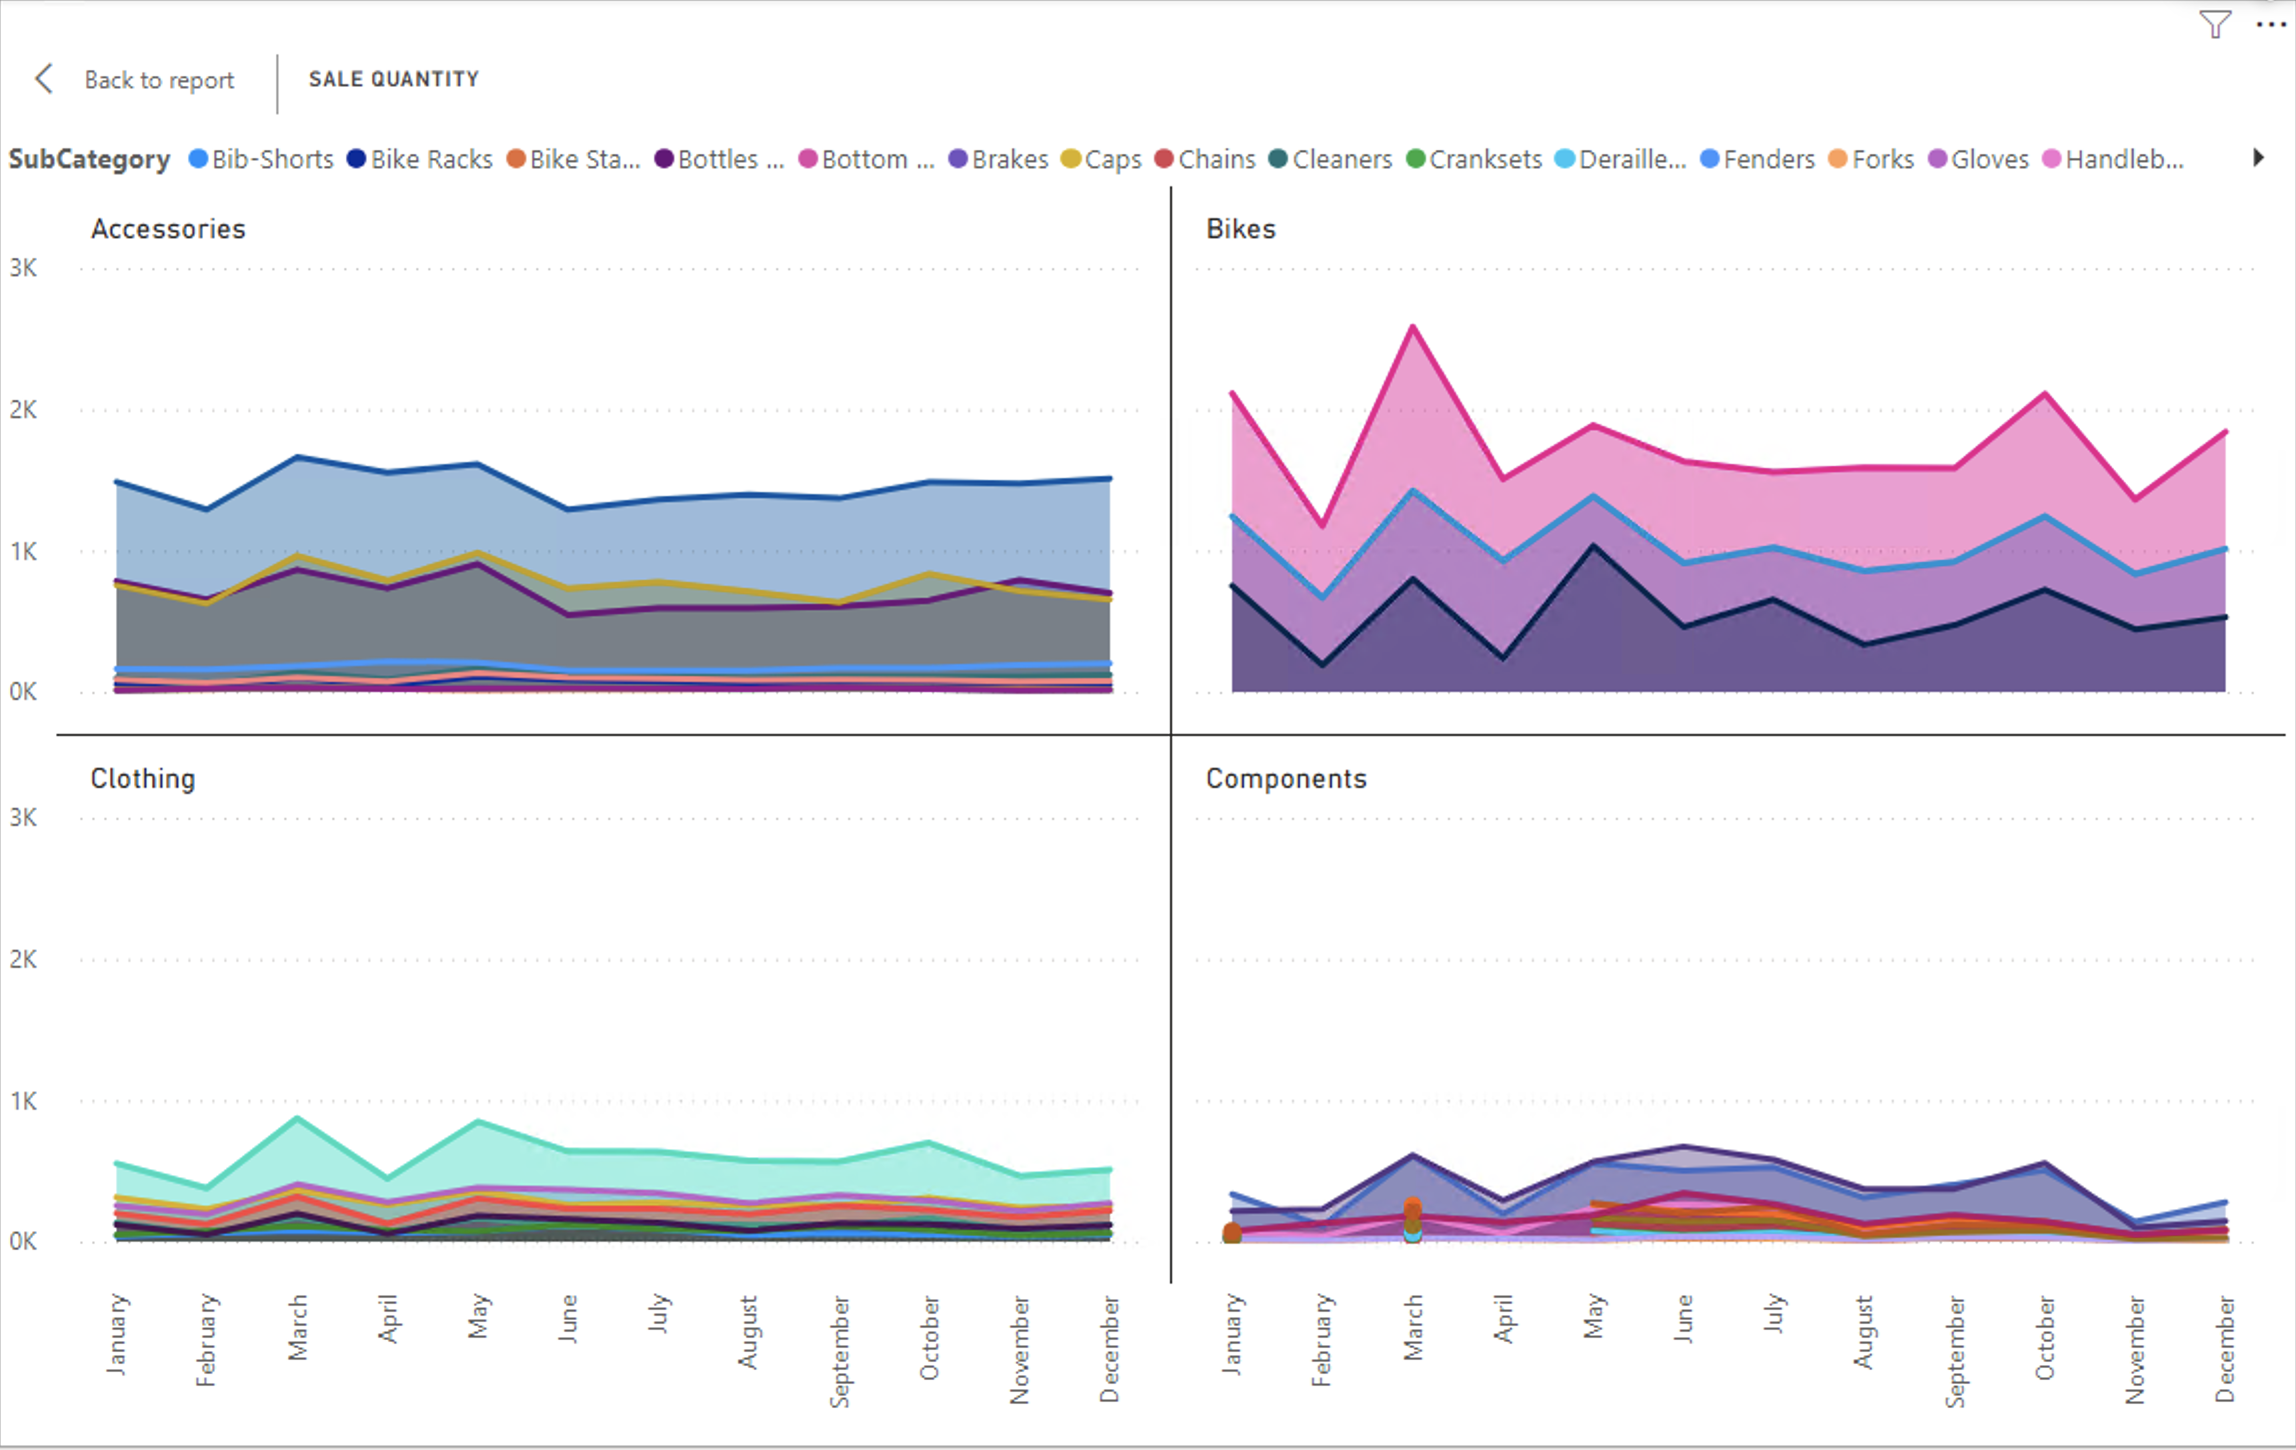 Back to report
SALE QUANTITY
SubCategory Bib-Shorts Bike Racks Bike Sta... Bottles ... Bottom ... Brakes Caps Chains Cleaners Cranksets Deraille... Fenders Forks Gloves Handleb...
Accessories
3K
2K
1K
0K
Bikes
Clothing
3K
2K
1K
0K
Components
January February March April May June July August September October November December
January February March April May June July August September October November December